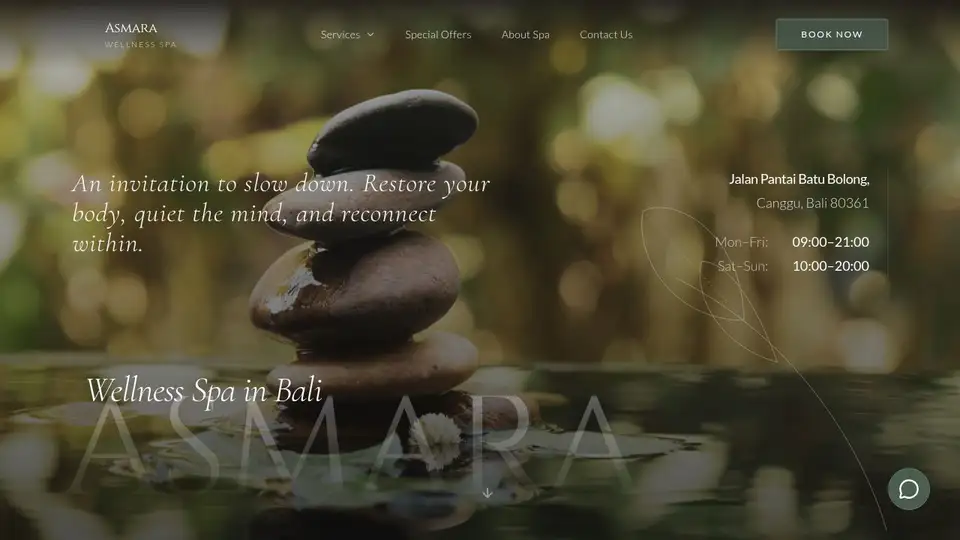 ASMARA
WELLNESS SPA
Services
Special Offers
About Spa
Contact Us
BOOK NOW
An invitation to slow down. Restore your
body, quiet the mind, and reconnect
within.
Jalan Pantai Batu Bolong,
Canggu, Bali 80361
Mon–Fri: 09:00–21:00
Sat–Sun: 10:00–20:00
Wellness Spa in Bali
ASMARA